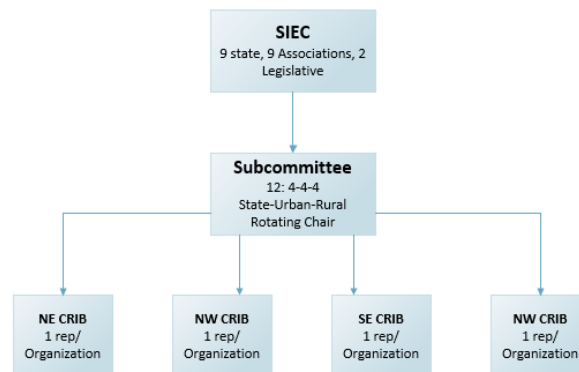 SIEC
9 state, 9 Associations, 2
Legislative
Subcommittee
12: 4-4-4
State-Urban-Rural
Rotating Chair
NE CRIB
1 rep/
Organization
NW CRIB
1 rep/
Organization
SE CRIB
1 rep/
Organization
NW CRIB
1 rep/
Organization